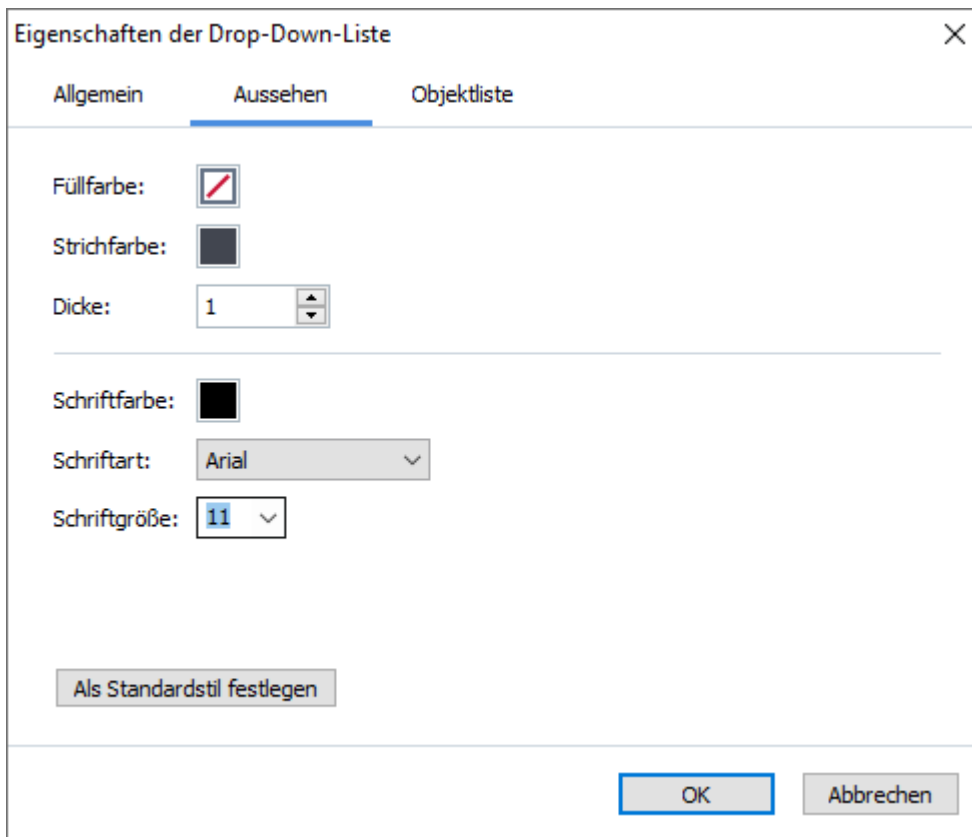 Eigenschaften der Drop-Down-Liste
Allgemein Aussehen Objektliste
Füllfarbe:
Strichfarbe:
Dicke: 1
Schriftfarbe:
Schriftart: Arial
Schriftgröße: 11
Als Standardstil festlegen
OK Abbrechen